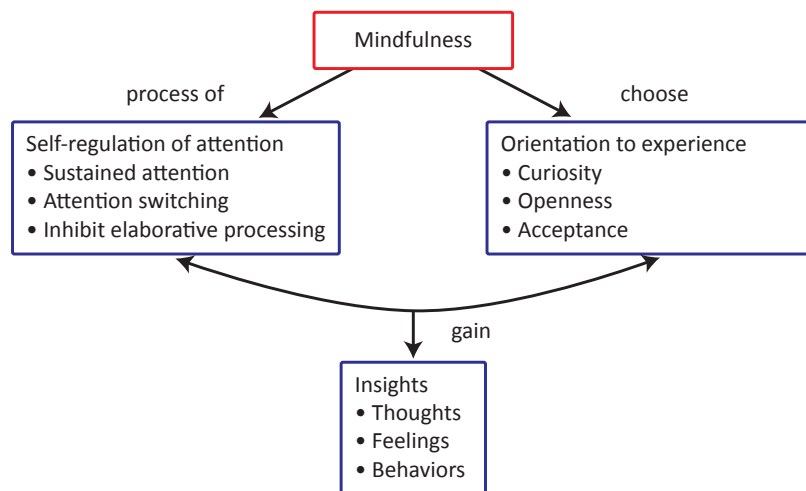 Mindfulness
process of
choose
Self-regulation of attention
• Sustained attention
• Attention switching
• Inhibit elaborative processing
Orientation to experience
• Curiosity
• Openness
• Acceptance
gain
Insights
• Thoughts
• Feelings
• Behaviors